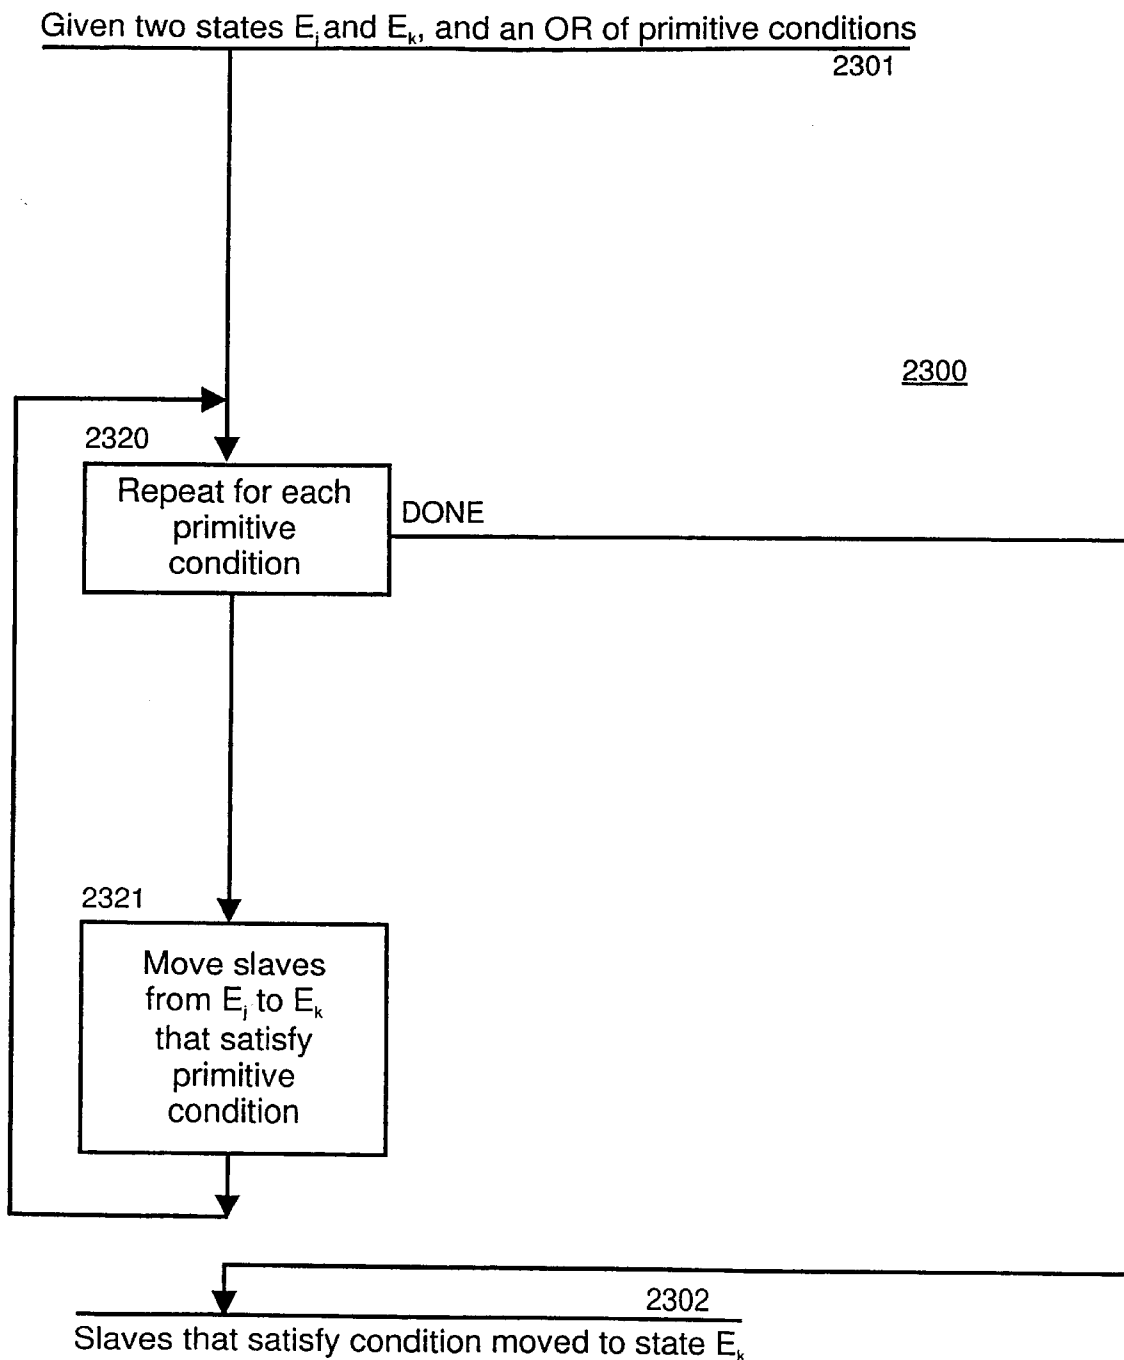 Given two states Ej and Ek, and an OR of primitive conditions
2301
2300
2320
Repeat for each
primitive
condition
DONE
2321
Move slaves
from Ej to Ek
that satisfy
primitive
condition
2302
Slaves that satisfy condition moved to state Ek